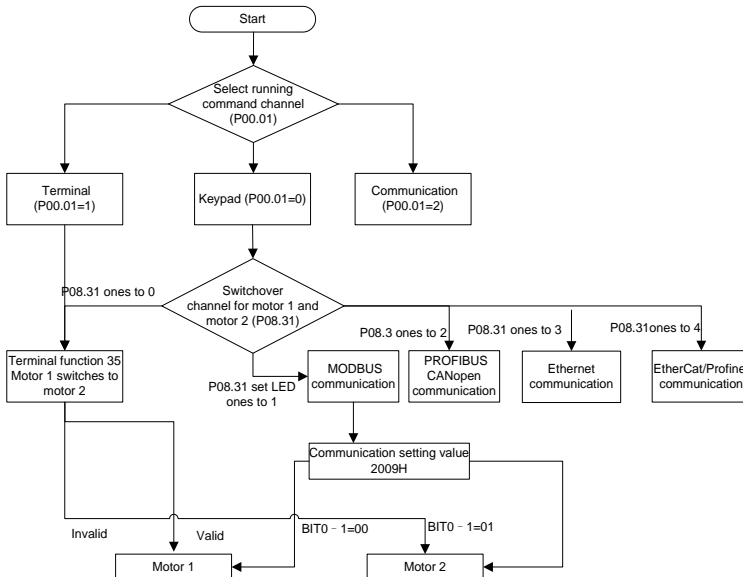 Start
Select running
command channel
(P00.01)
Terminal
(P00.01=1)
Keypad (P00.01=0)
Communication
(P00.01=2)
P08.31 ones to 0
Switchover
channel for motor 1 and
motor 2 (P08.31)
P08.3 ones to 2
P08.31 ones to 3
P08.31ones to 4
Terminal function 35
Motor 1 switches to
motor 2
P08.31 set LED
ones to 1
MODBUS
communication
PROFIBUS
CANopen
communication
Ethernet
communication
EtherCat/Profine
communication
Communication setting value
2009H
Invalid
Valid
BIT0﹣1=00
BIT0﹣1=01
Motor 1
Motor 2